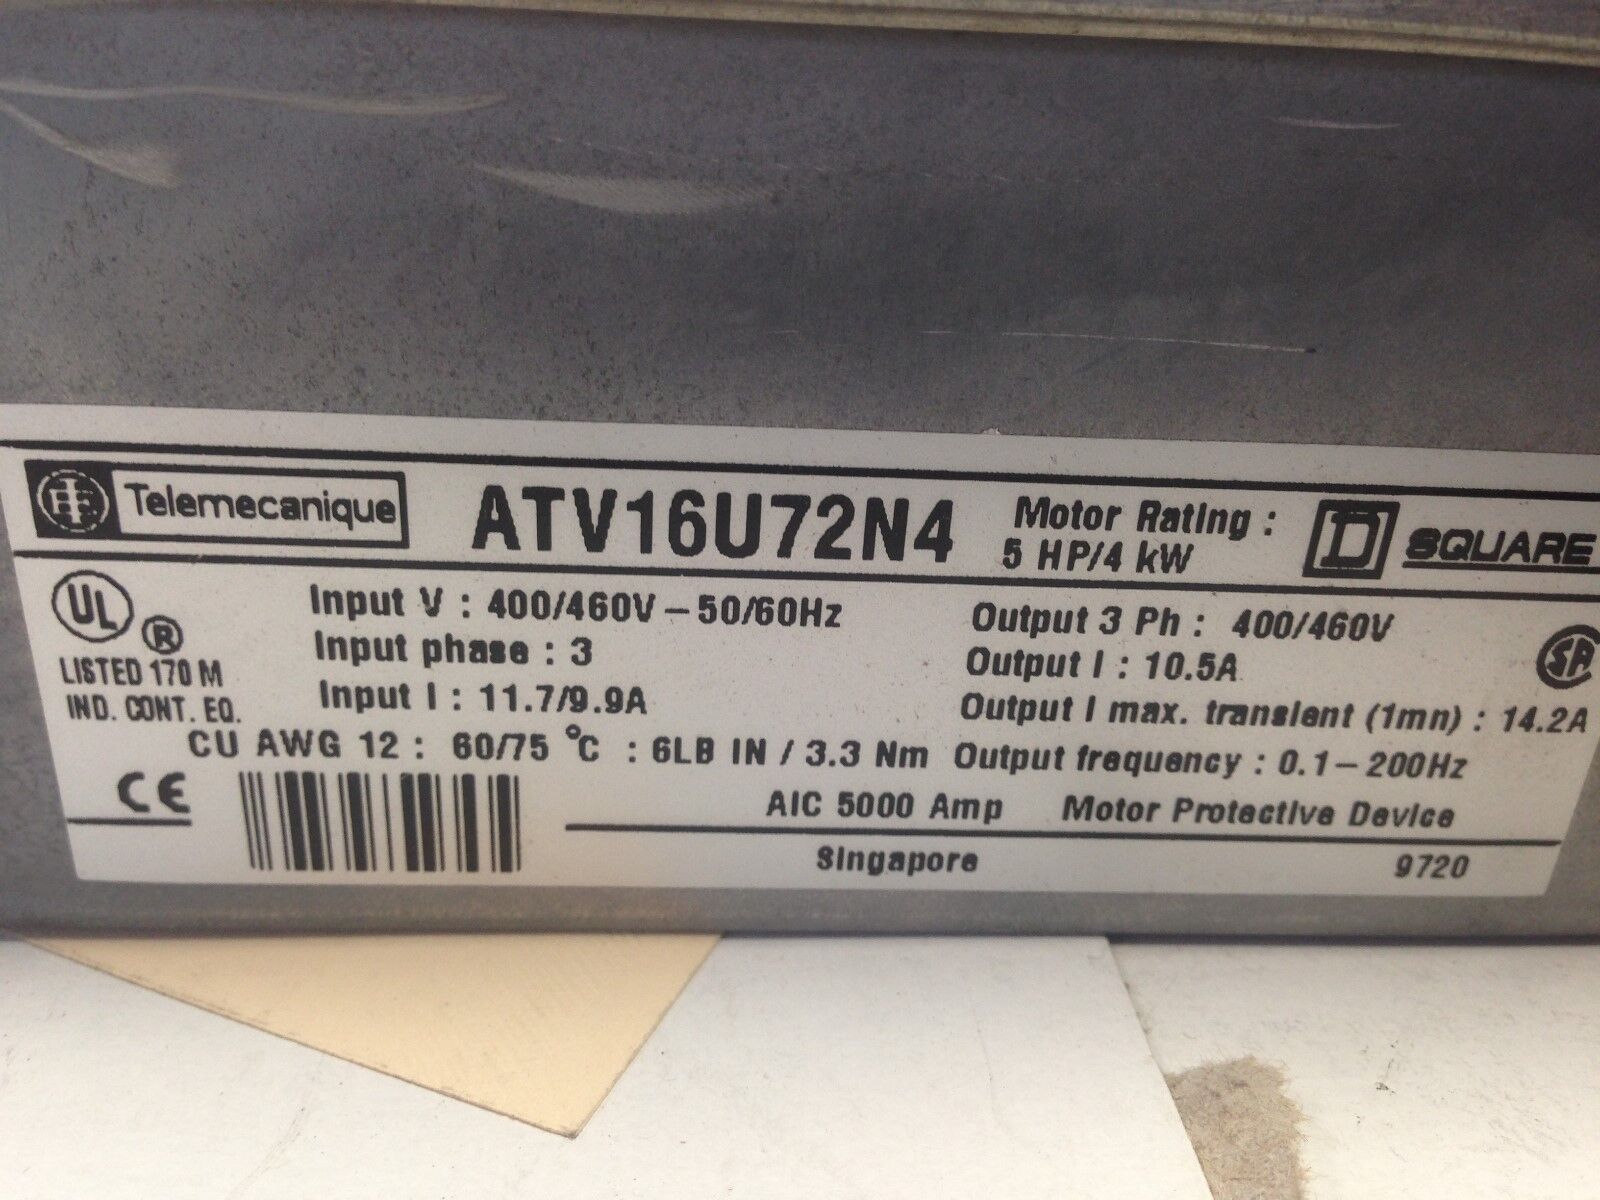 Telemecanique ATV16U72N4 Motor Rating : D SQUARE
5 HP/4 kW
UL ®
LISTED 170 M
IND. CONT. EQ.
Input V : 400/460V – 50/60Hz
Input phase : 3
Input I : 11.7/9.9A
Output 3 Ph : 400/460V
Output I : 10.5A
Output I max. transient (1mn) : 14.2A
SA
CU AWG 12 : 60/75 °C : 6LB IN / 3.3 Nm Output frequency : 0.1 – 200Hz
CE
AIC 5000 Amp Motor Protective Device
Singapore 9720